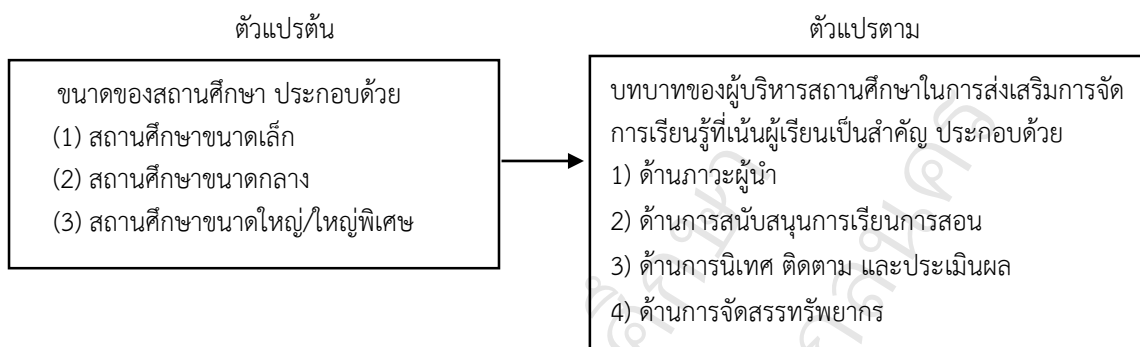 ตัวแปรต้น
ขนาดของสถานศึกษา ประกอบด้วย
(1) สถานศึกษาขนาดเล็ก
(2) สถานศึกษาขนาดกลาง
(3) สถานศึกษาขนาดใหญ่/ใหญ่พิเศษ
ตัวแปรตาม
บทบาทของผู้บริหารสถานศึกษาในการส่งเสริมการจัด
การเรียนรู้ที่เน้นผู้เรียนเป็นสำคัญ ประกอบด้วย
1) ด้านภาวะผู้นำ
2) ด้านการสนับสนุนการเรียนการสอน
3) ด้านการนิเทศ ติดตาม และประเมินผล
4) ด้านการจัดสรรทรัพยากร